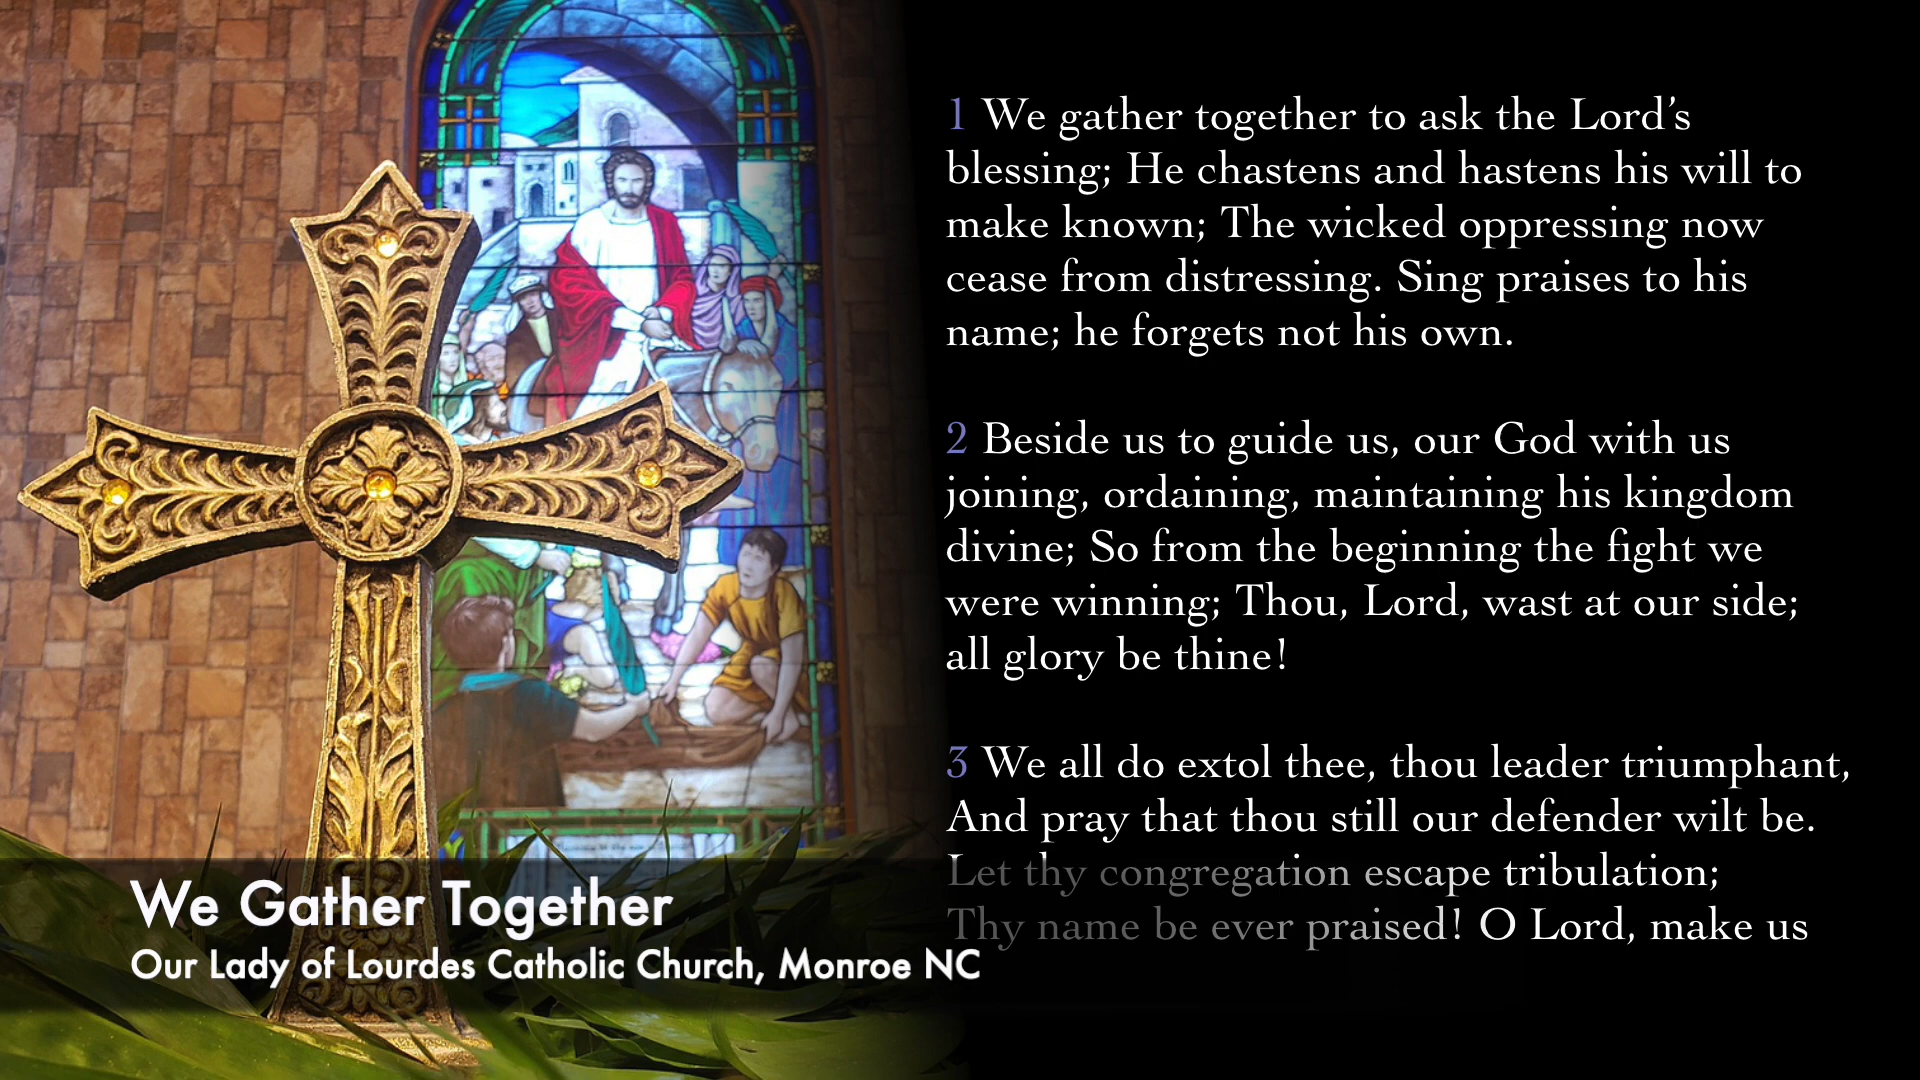 1 We gather together to ask the Lord's
blessing; He chastens and hastens his will to
make known; The wicked oppressing now
cease from distressing. Sing praises to his
name; he forgets not his own.
2 Beside us to guide us, our God with us
joining, ordaining, maintaining his kingdom
divine; So from the beginning the fight we
were winning; Thou, Lord, wast at our side;
all glory be thine!
3 We all do extol thee, thou leader triumphant,
And pray that thou still our defender wilt be.
Let thy congregation escape tribulation;
Thy name be ever praised! O Lord, make us
We Gather Together
Our Lady of Lourdes Catholic Church, Monroe NC